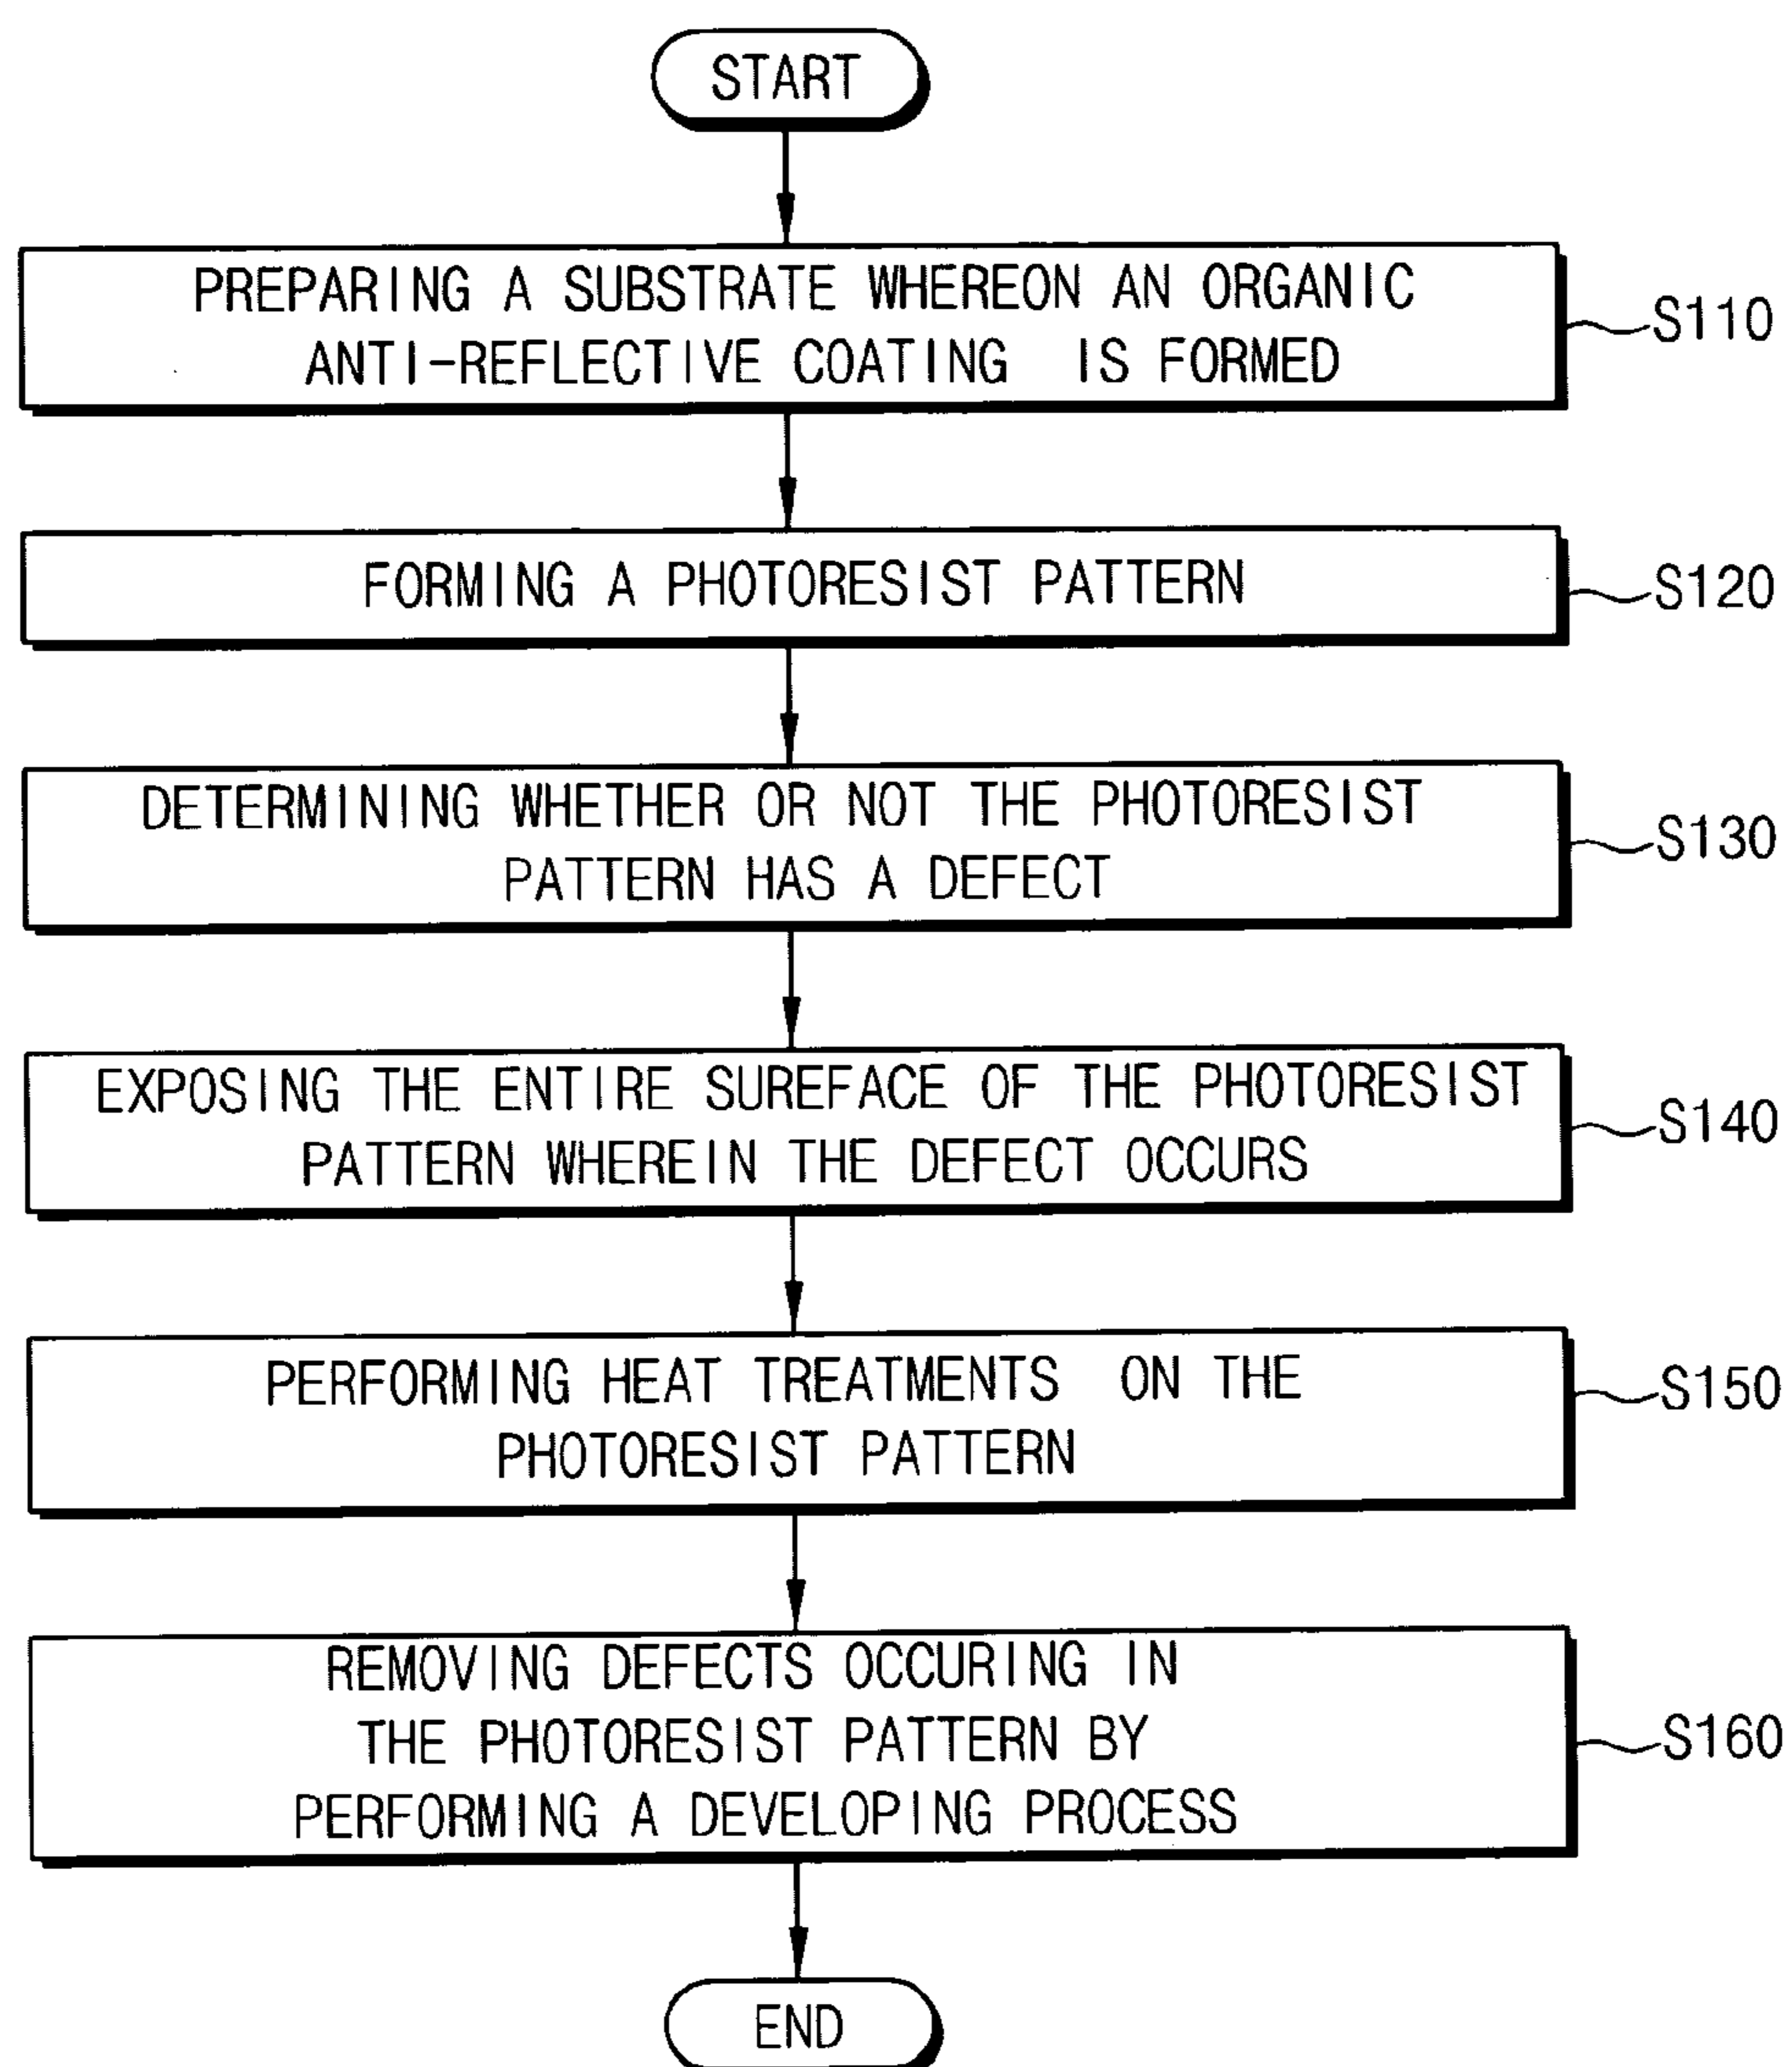 START
PREPARING A SUBSTRATE WHEREON AN ORGANIC
ANTI-REFLECTIVE COATING IS FORMED
S110
FORMING A PHOTORESIST PATTERN
S120
DETERMINING WHETHER OR NOT THE PHOTORESIST
PATTERN HAS A DEFECT
S130
EXPOSING THE ENTIRE SUREFACE OF THE PHOTORESIST
PATTERN WHEREIN THE DEFECT OCCURS
S140
PERFORMING HEAT TREATMENTS ON THE
PHOTORESIST PATTERN
S150
REMOVING DEFECTS OCCURING IN
THE PHOTORESIST PATTERN BY
PERFORMING A DEVELOPING PROCESS
S160
END